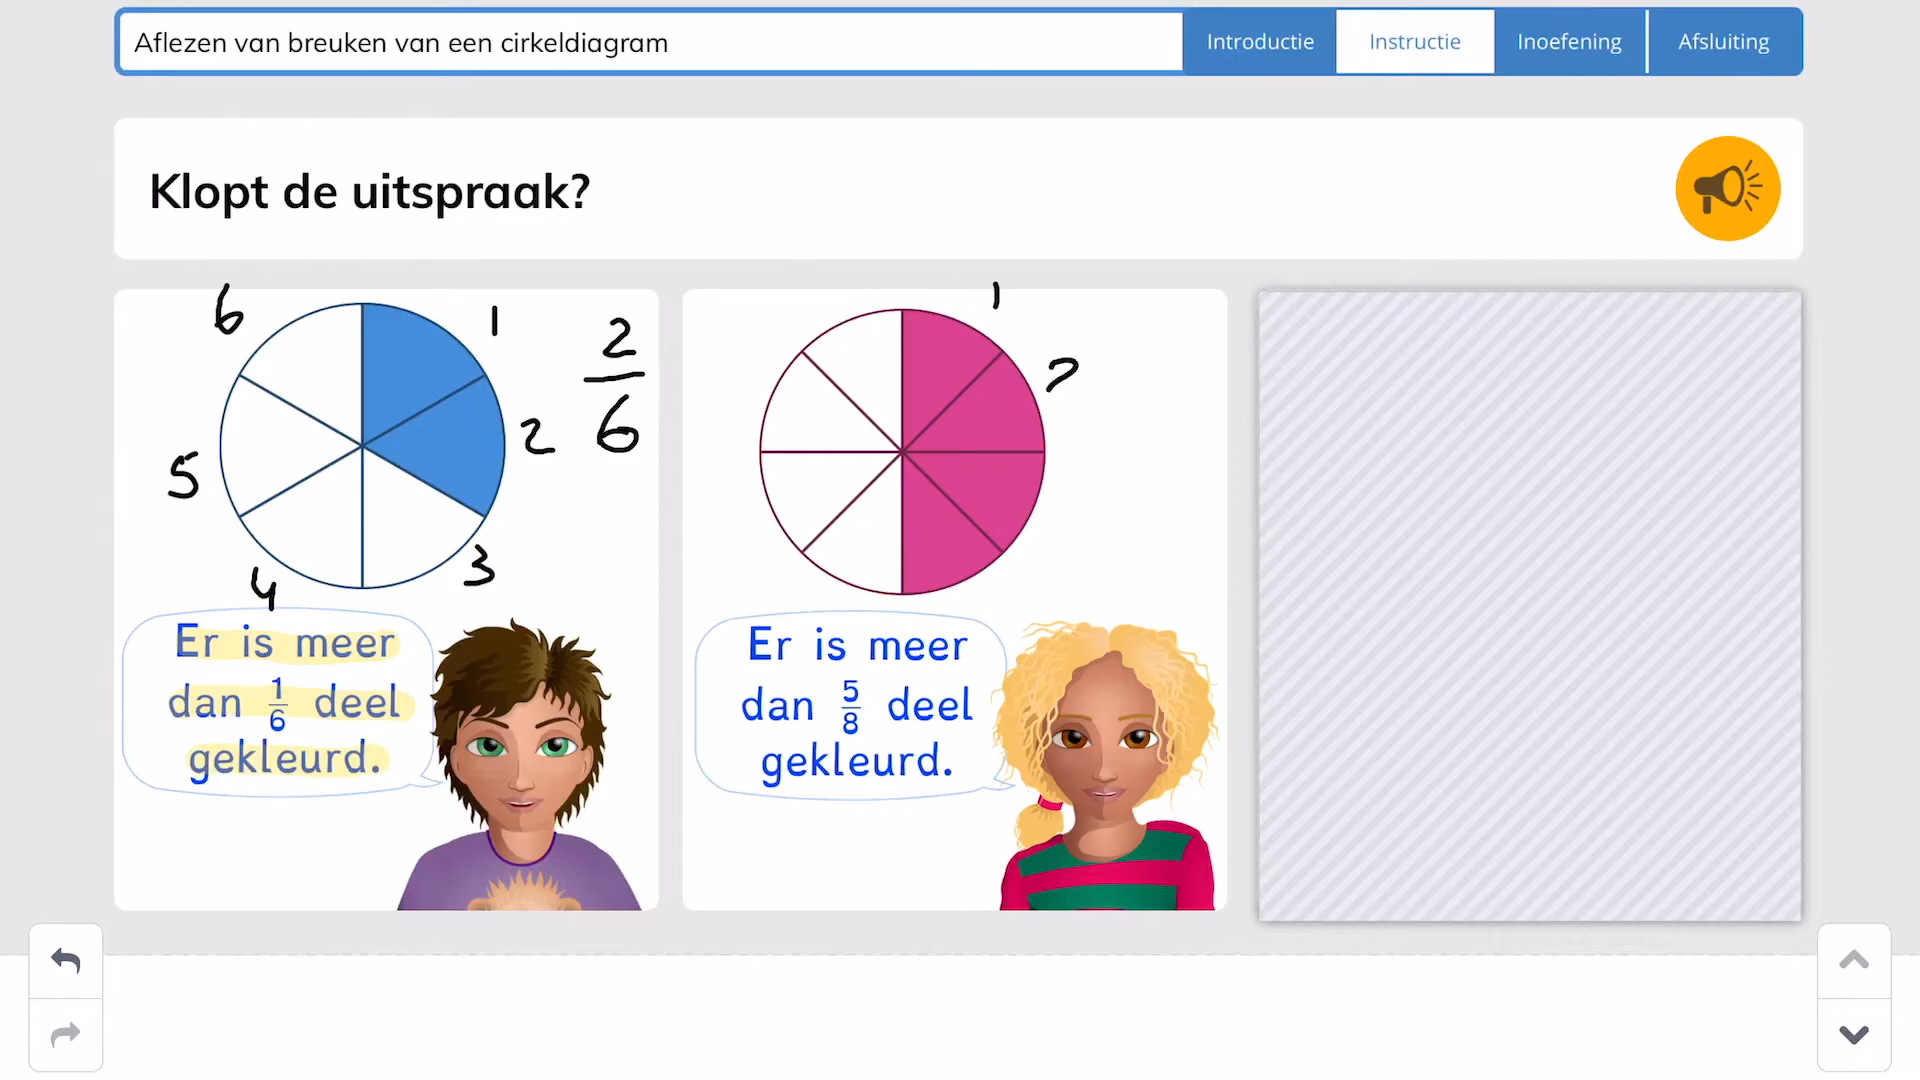 Aflezen van breuken van een cirkeldiagram
Introductie
Instructie
Inoefening
Afsluiting
Klopt de uitspraak?
6
1
2
5
3
4
2
6
Er is meer
dan 1/6 deel
gekleurd.
1
2
Er is meer
dan 5/8 deel
gekleurd.